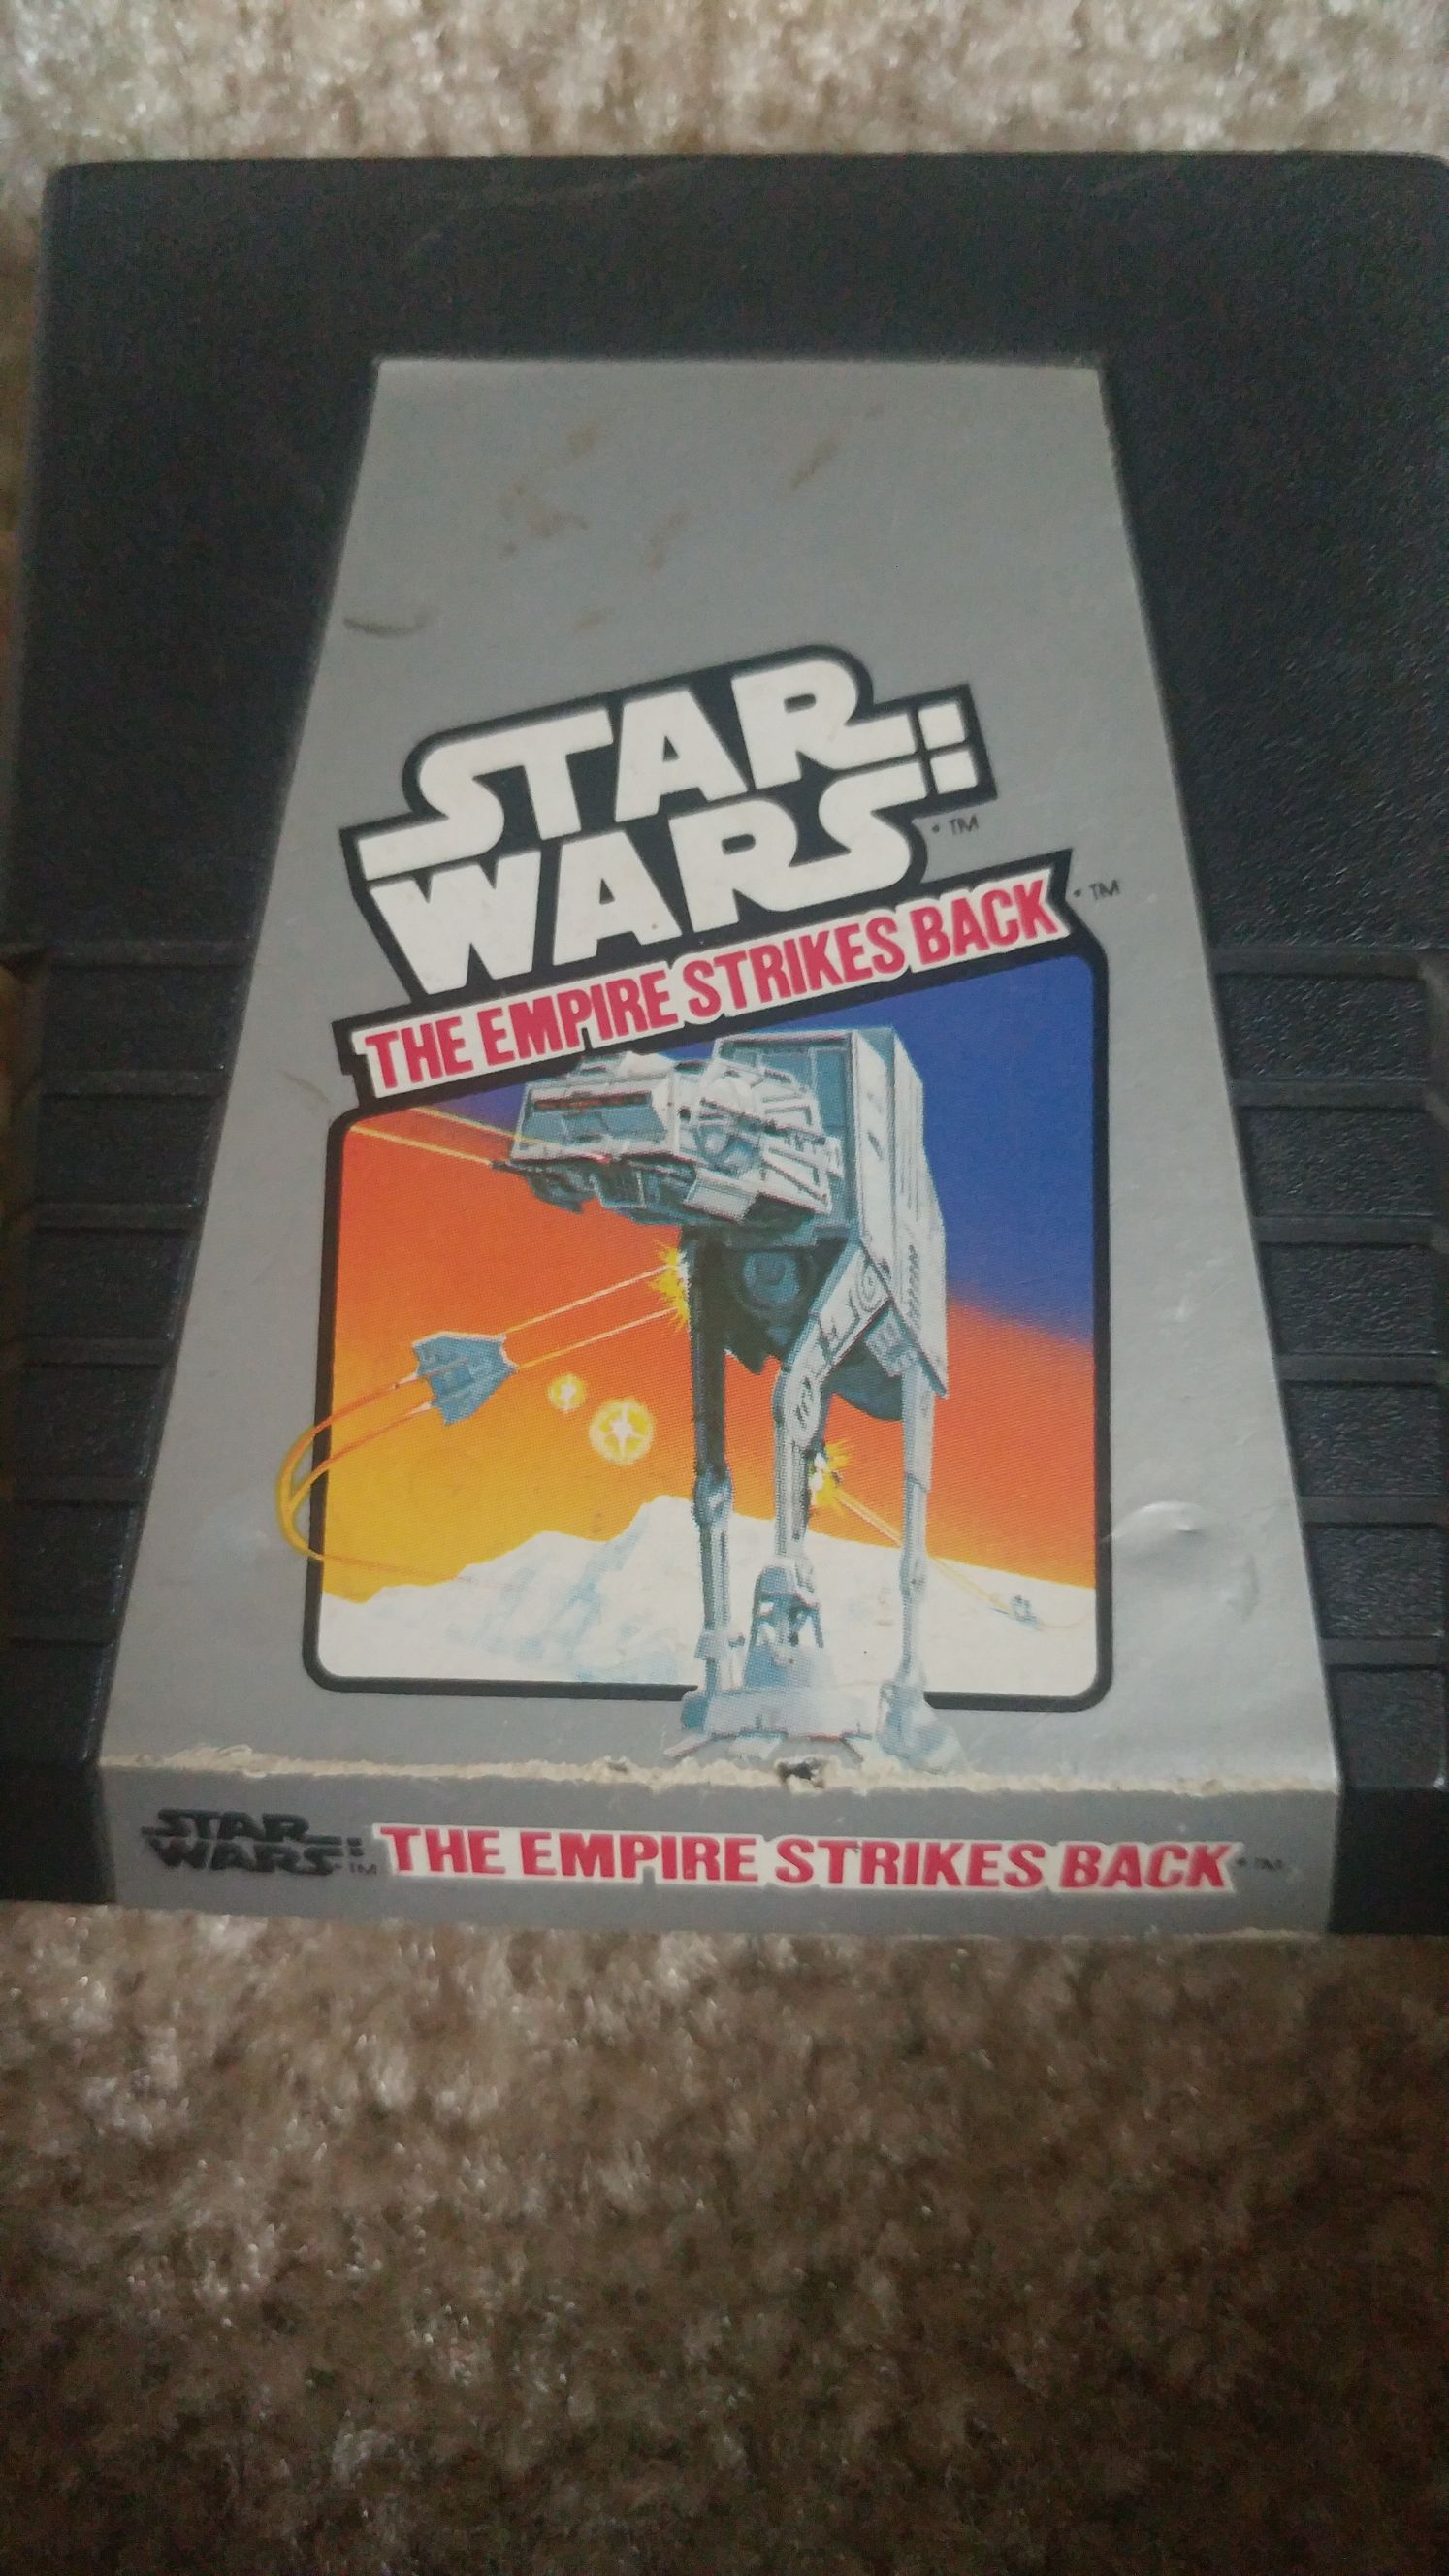 STAR
WARS
•TM
THE EMPIRE STRIKES BACK •TM
STAR
WARS TM
THE EMPIRE STRIKES BACK •TM